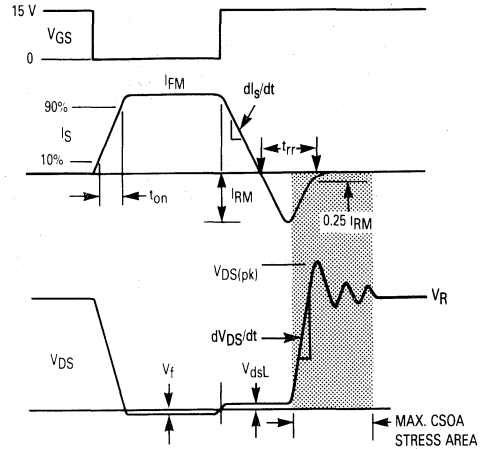 15 V
VGS
0
IFM
dIs/dt
90%
IS
trr
10%
IRM
ton
0.25 IRM
VDS(pk)
VR
dVDS/dt
VDS
Vf
VdsL
MAX. CSOA
STRESS AREA